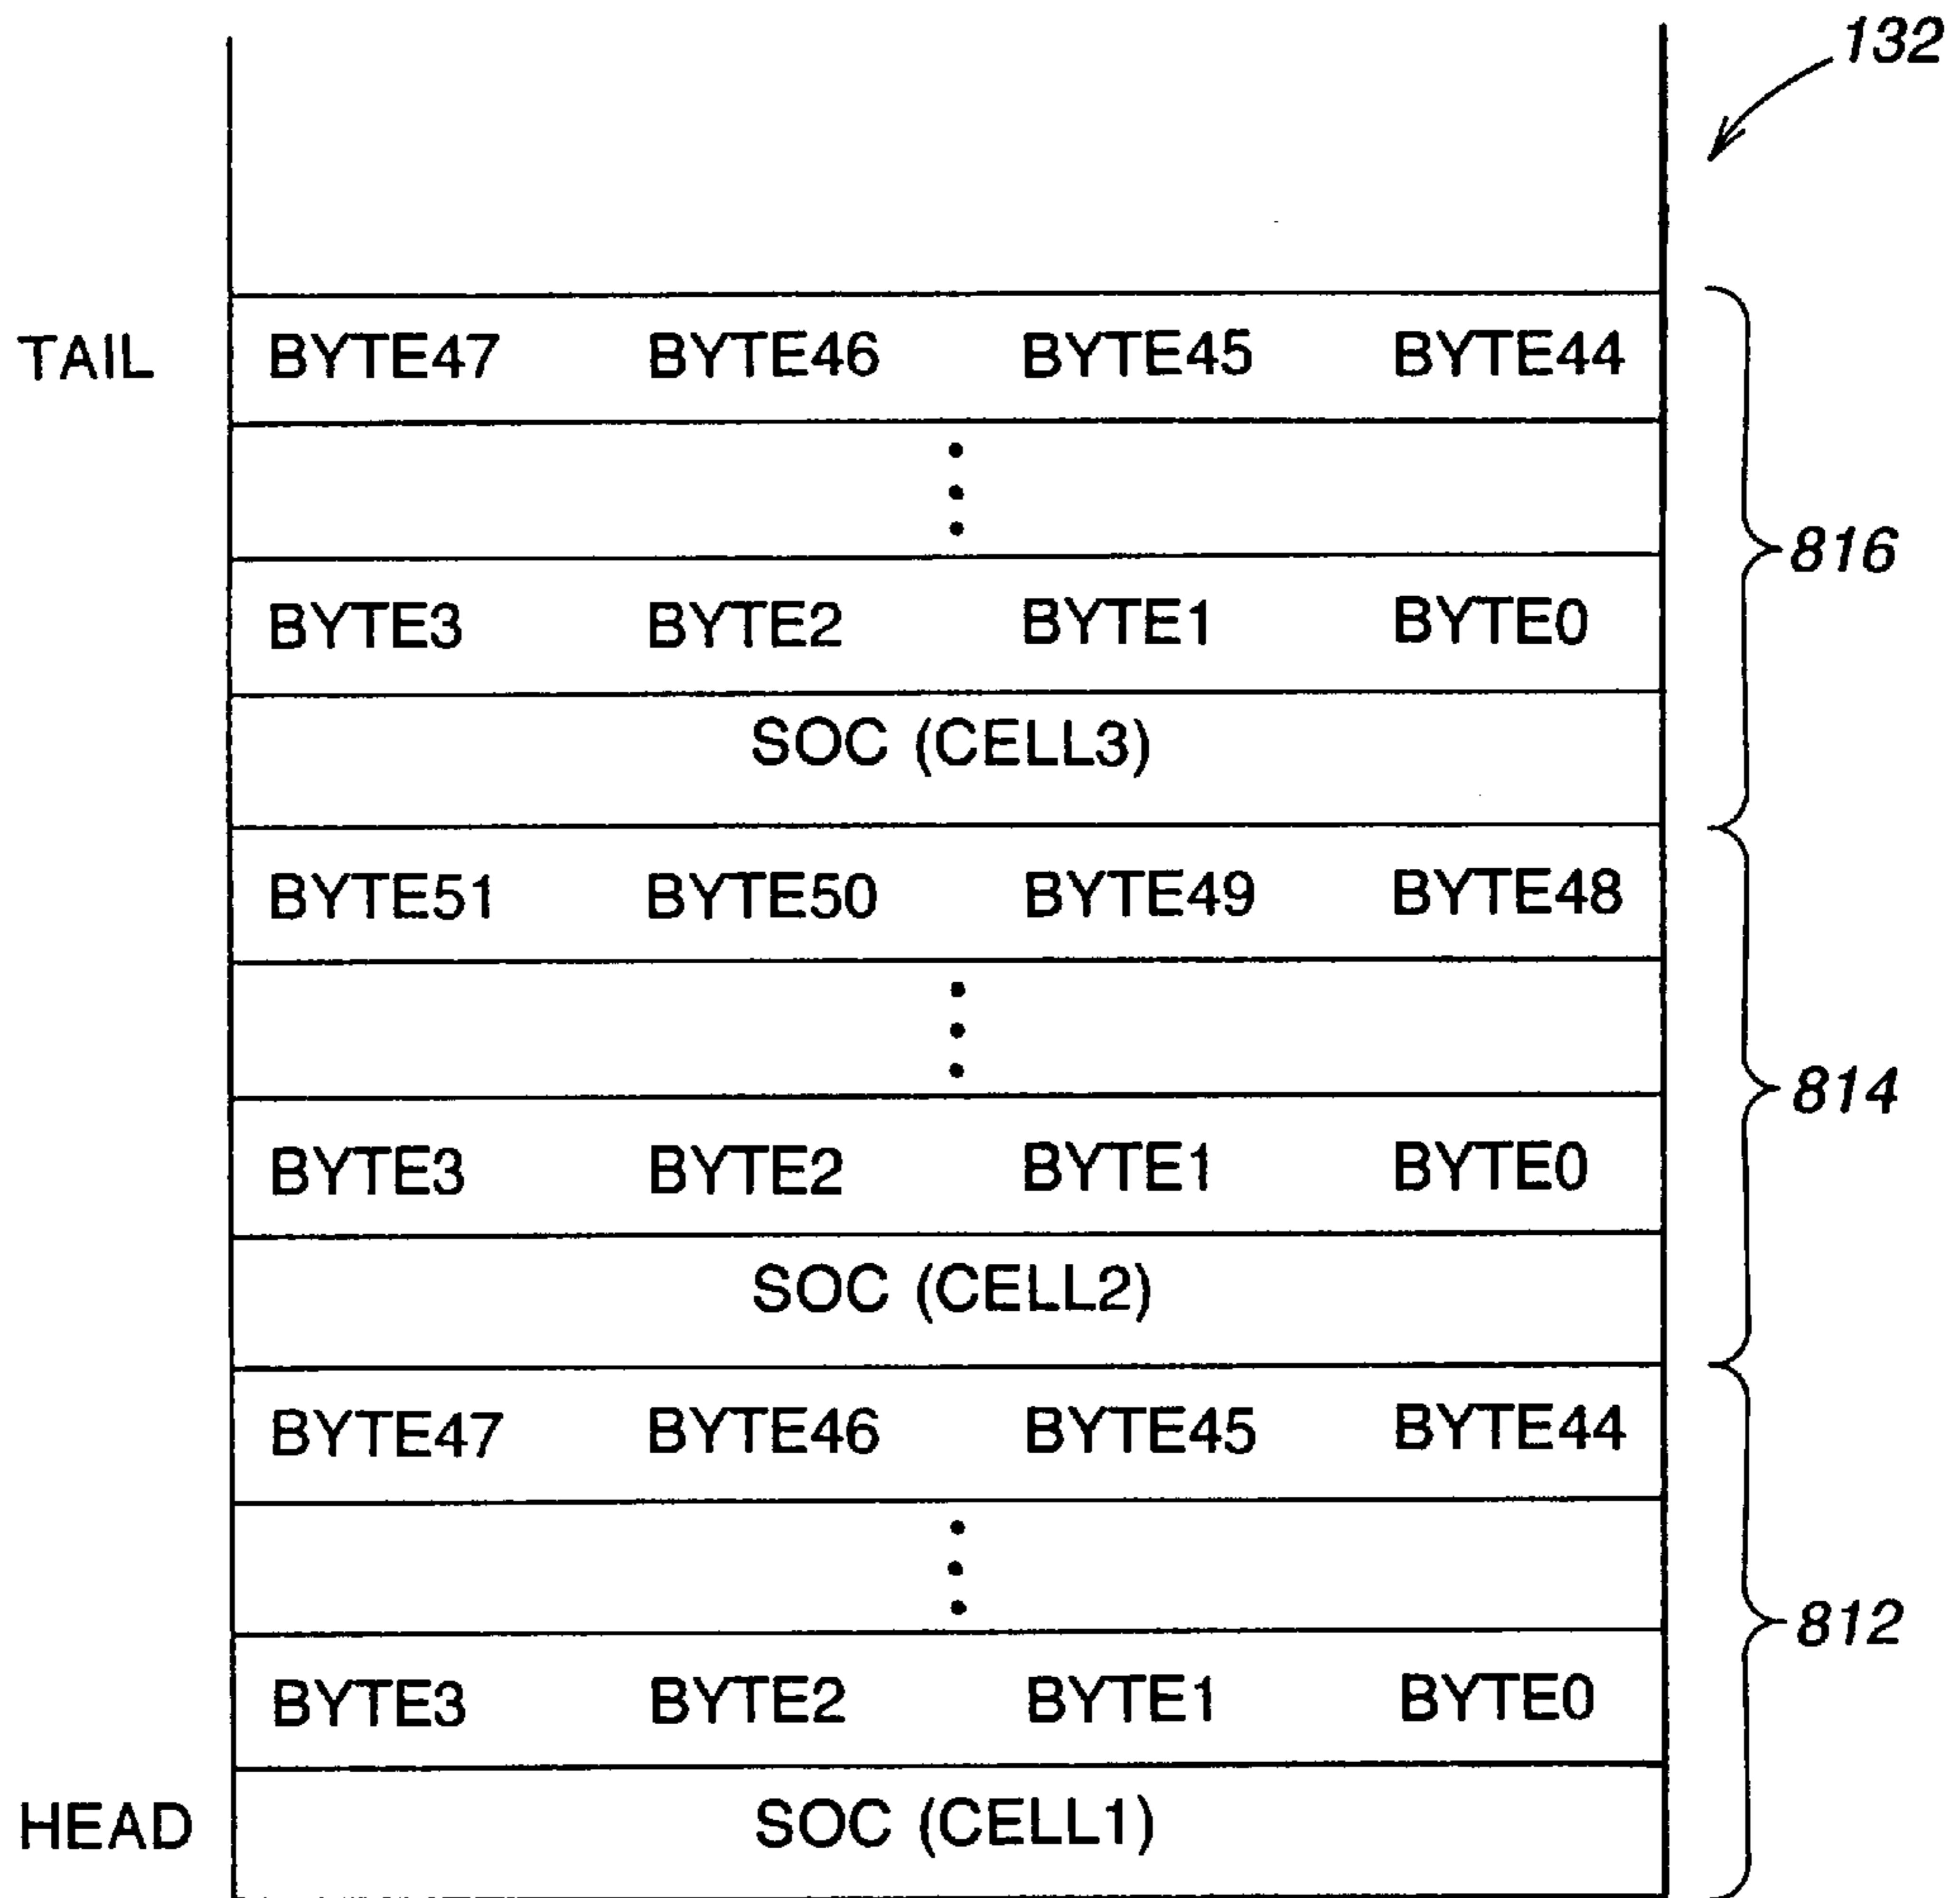 132
TAIL BYTE47 BYTE46 BYTE45 BYTE44
816
BYTE3 BYTE2 BYTE1 BYTE0
SOC (CELL3)
BYTE51 BYTE50 BYTE49 BYTE48
814
BYTE3 BYTE2 BYTE1 BYTE0
SOC (CELL2)
BYTE47 BYTE46 BYTE45 BYTE44
812
BYTE3 BYTE2 BYTE1 BYTE0
HEAD SOC (CELL1)